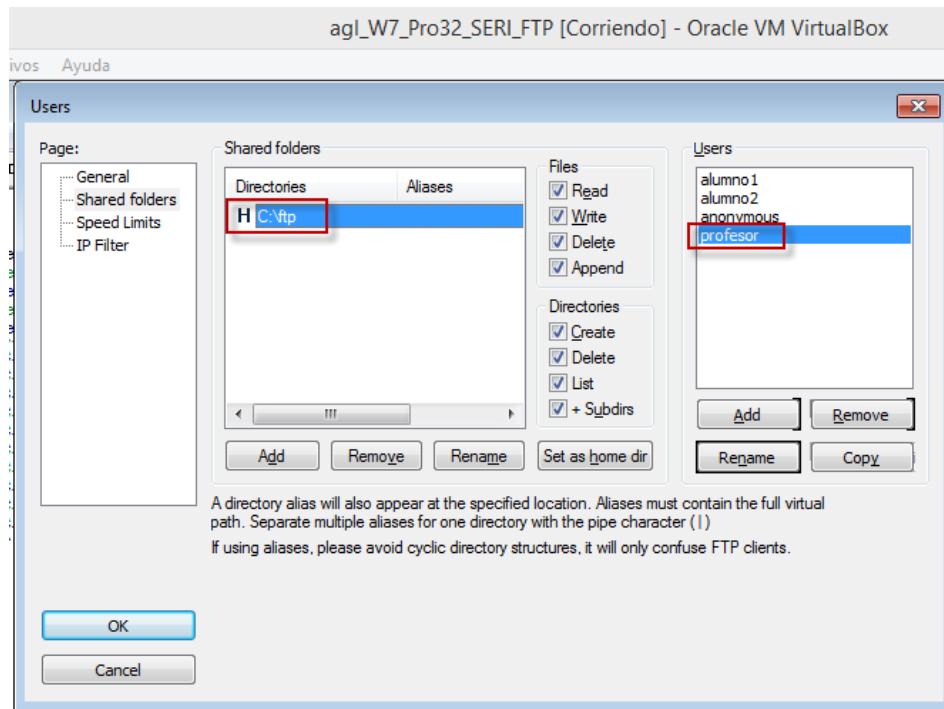 agl_W7_Pro32_SERI_FTP [Corriendo] - Oracle VM VirtualBox
ivos Ayuda
Users
Page:
General
Shared folders
Speed Limits
IP Filter
Shared folders
Directories Aliases
H C:\ftp
Files
Read
Write
Delete
Append
Directories
Create
Delete
List
+ Subdirs
Add Remove Rename Set as home dir
Users
alumno1
alumno2
anonymous
profesor
Add Remove
Rename Copy
A directory alias will also appear at the specified location. Aliases must contain the full virtual
path. Separate multiple aliases for one directory with the pipe character (|)
If using aliases, please avoid cyclic directory structures, it will only confuse FTP clients.
OK
Cancel